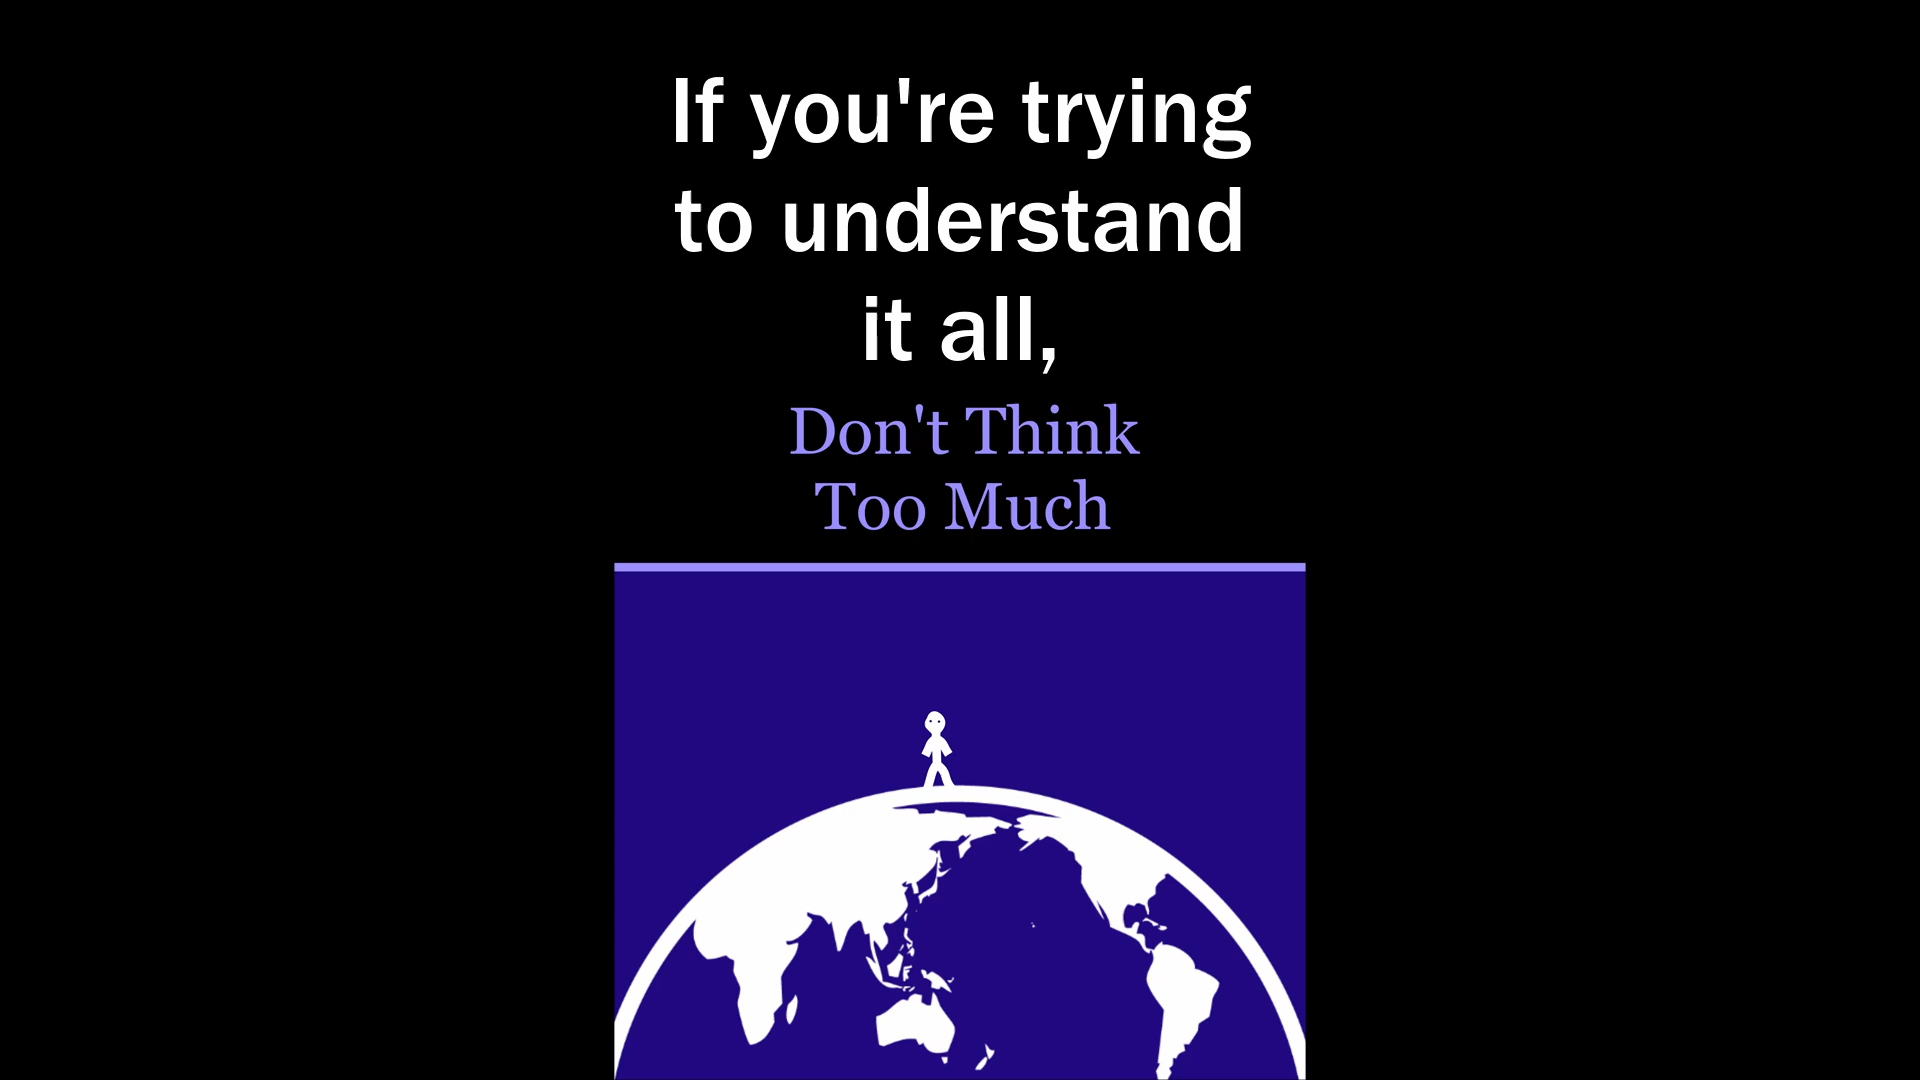 If you're trying
to understand
it all,
Don't Think
Too Much